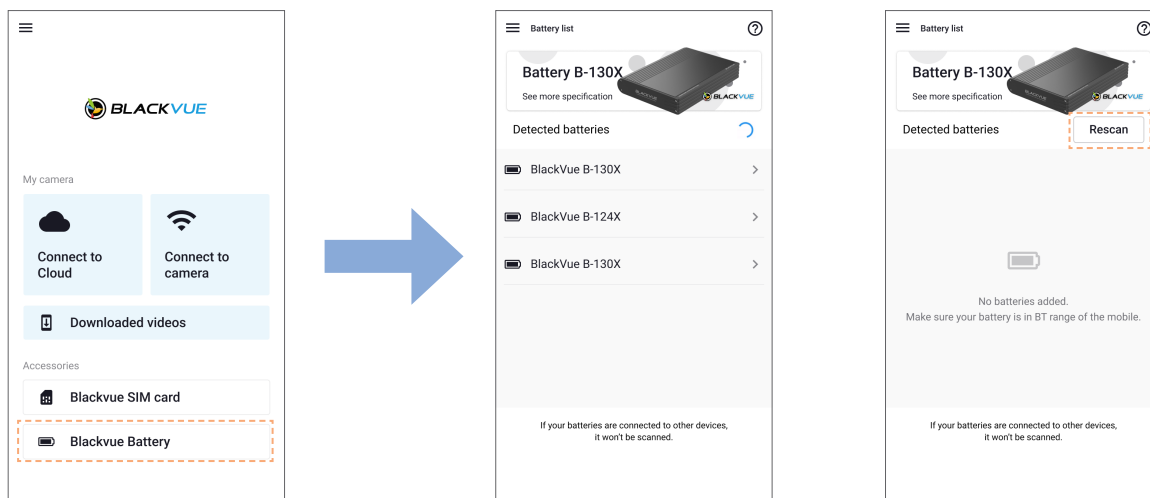 BLACKVUE
My camera
Connect to
Cloud
Connect to
camera
Downloaded videos
Accessories
Blackvue SIM card
Blackvue Battery
Battery list
Battery B-130X
See more specification
BLACKVUE
Detected batteries
BlackVue B-130X
BlackVue B-124X
BlackVue B-130X
If your batteries are connected to other devices,
it won't be scanned.
Battery list
Battery B-130X
See more specification
BLACKVUE
Detected batteries
Rescan
No batteries added.
Make sure your battery is in BT range of the mobile.
If your batteries are connected to other devices,
it won't be scanned.